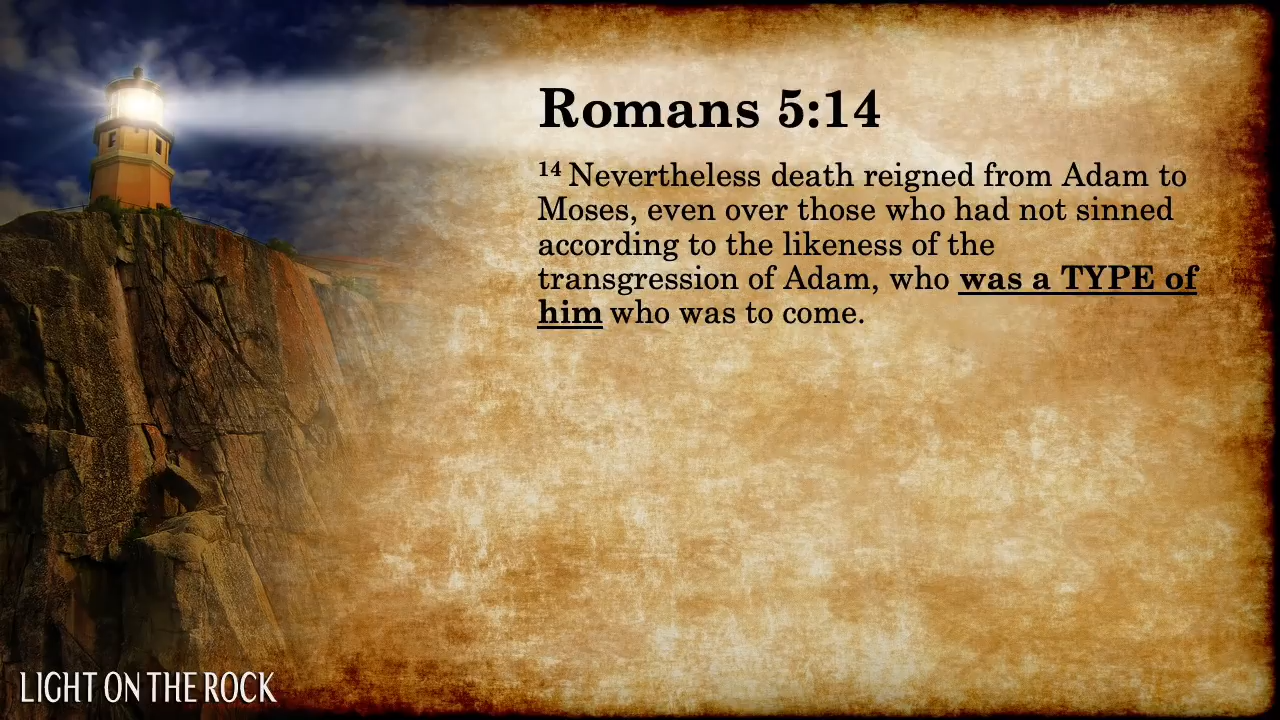 Romans 5:14
14 Nevertheless death reigned from Adam to
Moses, even over those who had not sinned
according to the likeness of the
transgression of Adam, who was a TYPE of
him who was to come.
LIGHT ON THE ROCK